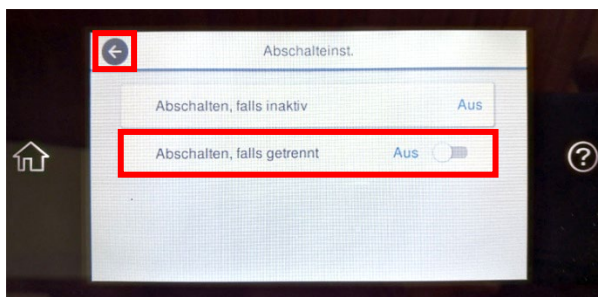 Abschalteinst.
Abschalten, falls inaktiv Aus
Abschalten, falls getrennt Aus
?